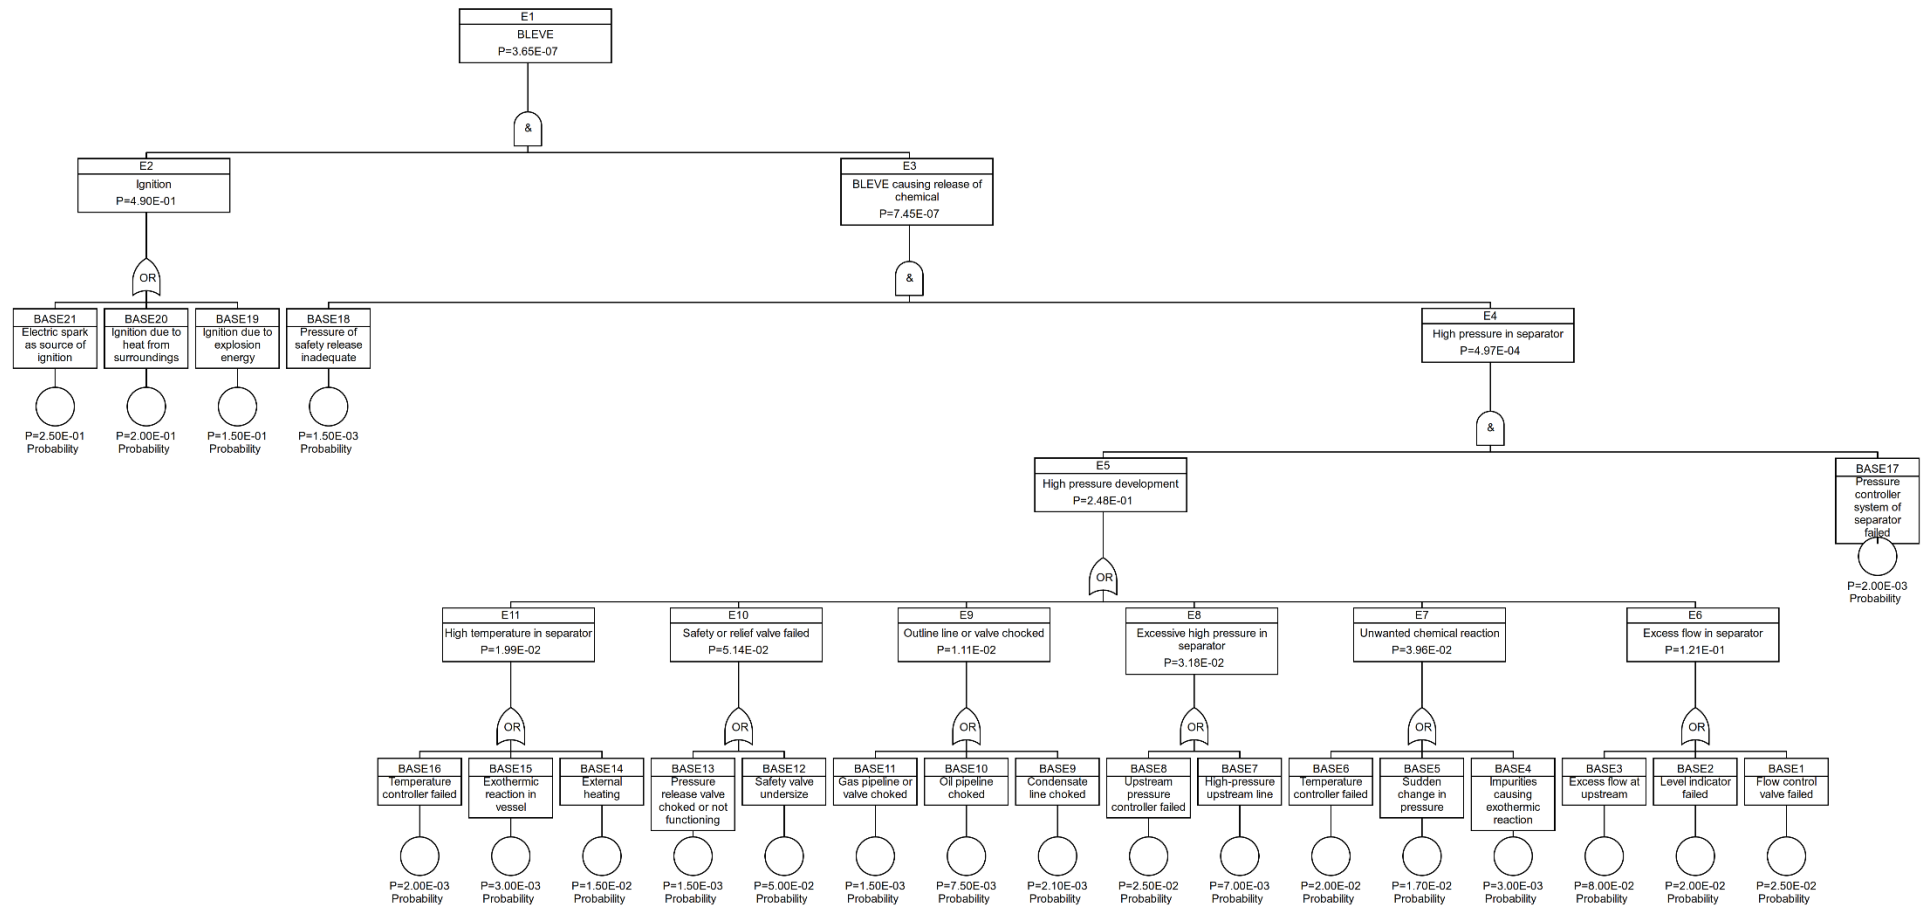 E1
BLEVE
P=3.65E-07
&
E2
Ignition
P=4.90E-01
E3
BLEVE causing release of
chemical
P=7.45E-07
OR
&
BASE21
Electric spark
as source of
ignition
P=2.50E-01
Probability
BASE20
Ignition due to
heat from
surroundings
P=2.00E-01
Probability
BASE19
Ignition due to
explosion
energy
P=1.50E-01
Probability
BASE18
Pressure of
safety release
inadequate
P=1.50E-03
Probability
E4
High pressure in separator
P=4.97E-04
&
E5
High pressure development
P=2.48E-01
BASE17
Pressure
controller
system of
separator
failed
P=2.00E-03
Probability
OR
E11
High temperature in separator
P=1.99E-02
E10
Safety or relief valve failed
P=5.14E-02
E9
Outline line or valve chocked
P=1.11E-02
E8
Excessive high pressure in
separator
P=3.18E-02
E7
Unwanted chemical reaction
P=3.96E-02
E6
Excess flow in separator
P=1.21E-01
OR
OR
OR
OR
OR
OR
BASE16
Temperature
controller failed
P=2.00E-03
Probability
BASE15
Exothermic
reaction in
vessel
P=3.00E-03
Probability
BASE14
External
heating
P=1.50E-02
Probability
BASE13
Pressure
release valve
choked or not
functioning
P=1.50E-03
Probability
BASE12
Safety valve
undersize
P=5.00E-02
Probability
BASE11
Gas pipeline or
valve choked
P=1.50E-03
Probability
BASE10
Oil pipeline
choked
P=7.50E-03
Probability
BASE9
Condensate
line choked
P=2.10E-03
Probability
BASE8
Upstream
pressure
controller failed
P=2.50E-02
Probability
BASE7
High-pressure
upstream line
P=7.00E-03
Probability
BASE6
Temperature
controller failed
P=2.00E-02
Probability
BASE5
Sudden
change in
pressure
P=1.70E-02
Probability
BASE4
Impurities
causing
exothermic
reaction
P=3.00E-03
Probability
BASE3
Excess flow at
upstream
P=8.00E-02
Probability
BASE2
Level indicator
failed
P=2.00E-02
Probability
BASE1
Flow control
valve failed
P=2.50E-02
Probability